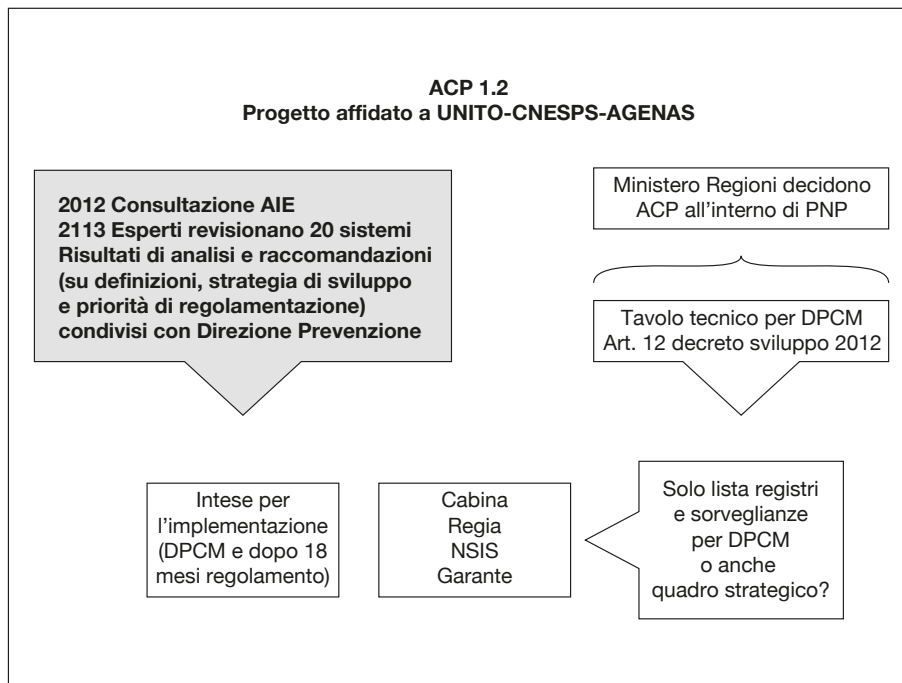 ACP 1.2
Progetto affidato a UNITO-CNESPS-AGENAS
2012 Consultazione AIE
2113 Esperti revisionano 20 sistemi
Risultati di analisi e raccomandazioni
(su definizioni, strategia di sviluppo
e priorità di regolamentazione)
condivisi con Direzione Prevenzione
Ministero Regioni decidono
ACP all'interno di PNP
Tavolo tecnico per DPCM
Art. 12 decreto sviluppo 2012
Intese per
l'implementazione
(DPCM e dopo 18
mesi regolamento)
Cabina
Regia
NSIS
Garante
Solo lista registri
e sorveglianze
per DPCM
o anche
quadro strategico?